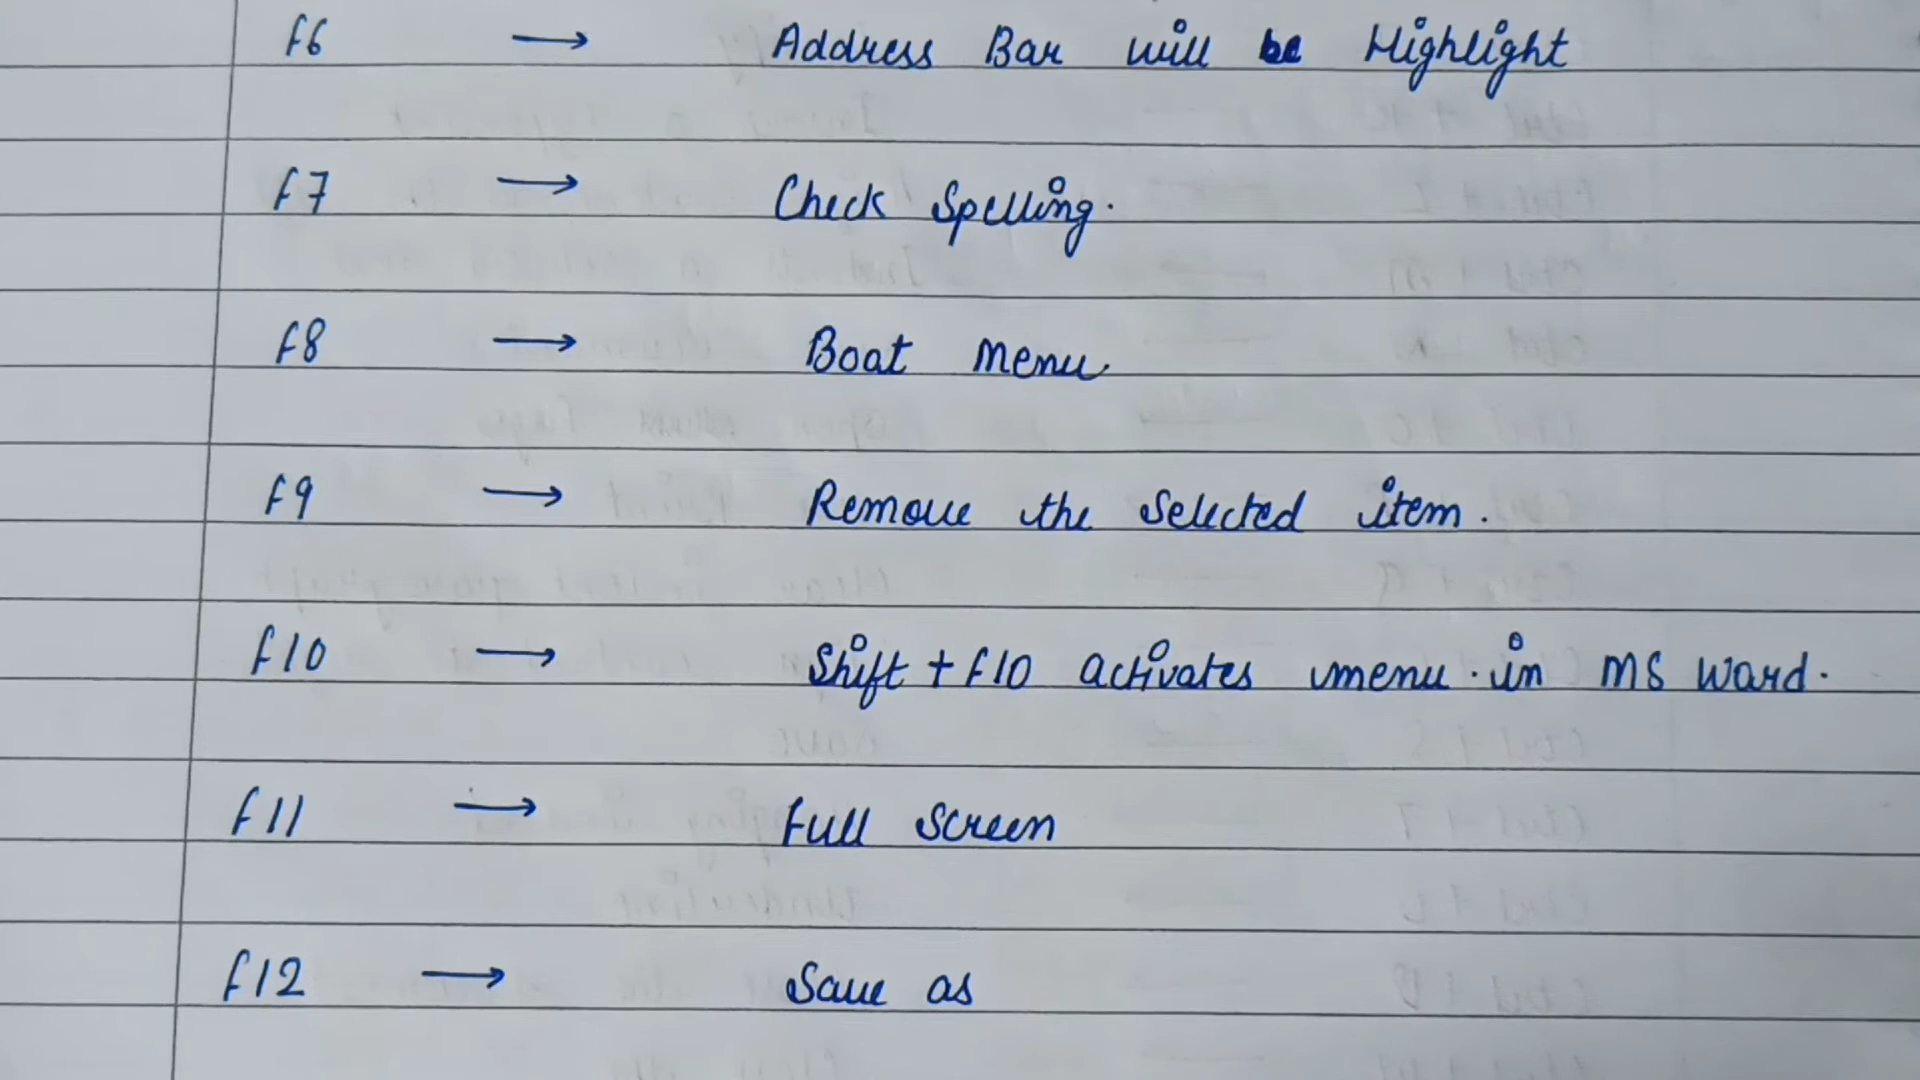 f6 → Address Bar will be Highlight
f7 → Check Spelling.
f8 → Boat menu.
f9 → Remove the Selected item.
f10 → Shift + f10 activates menu. in MS Word.
f11 → full screen
f12 → Save as